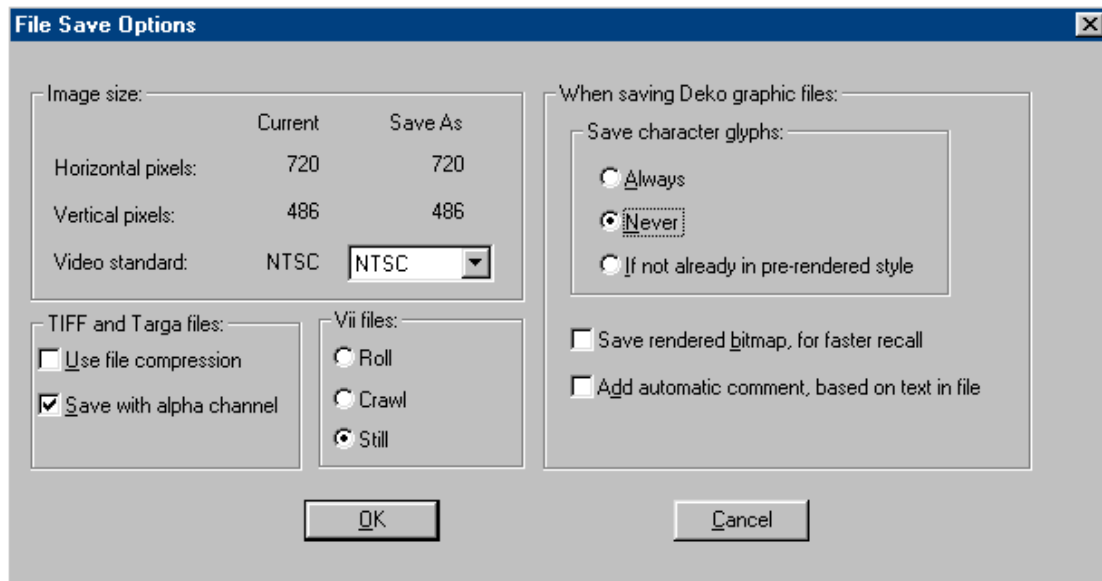 File Save Options
Image size:
Current Save As
Horizontal pixels: 720 720
Vertical pixels: 486 486
Video standard: NTSC NTSC
TIFF and Targa files:
Use file compression
Save with alpha channel
Vii files:
Roll
Crawl
Still
When saving Deko graphic files:
Save character glyphs:
Always
Never
If not already in pre-rendered style
Save rendered bitmap, for faster recall
Add automatic comment, based on text in file
OK
Cancel